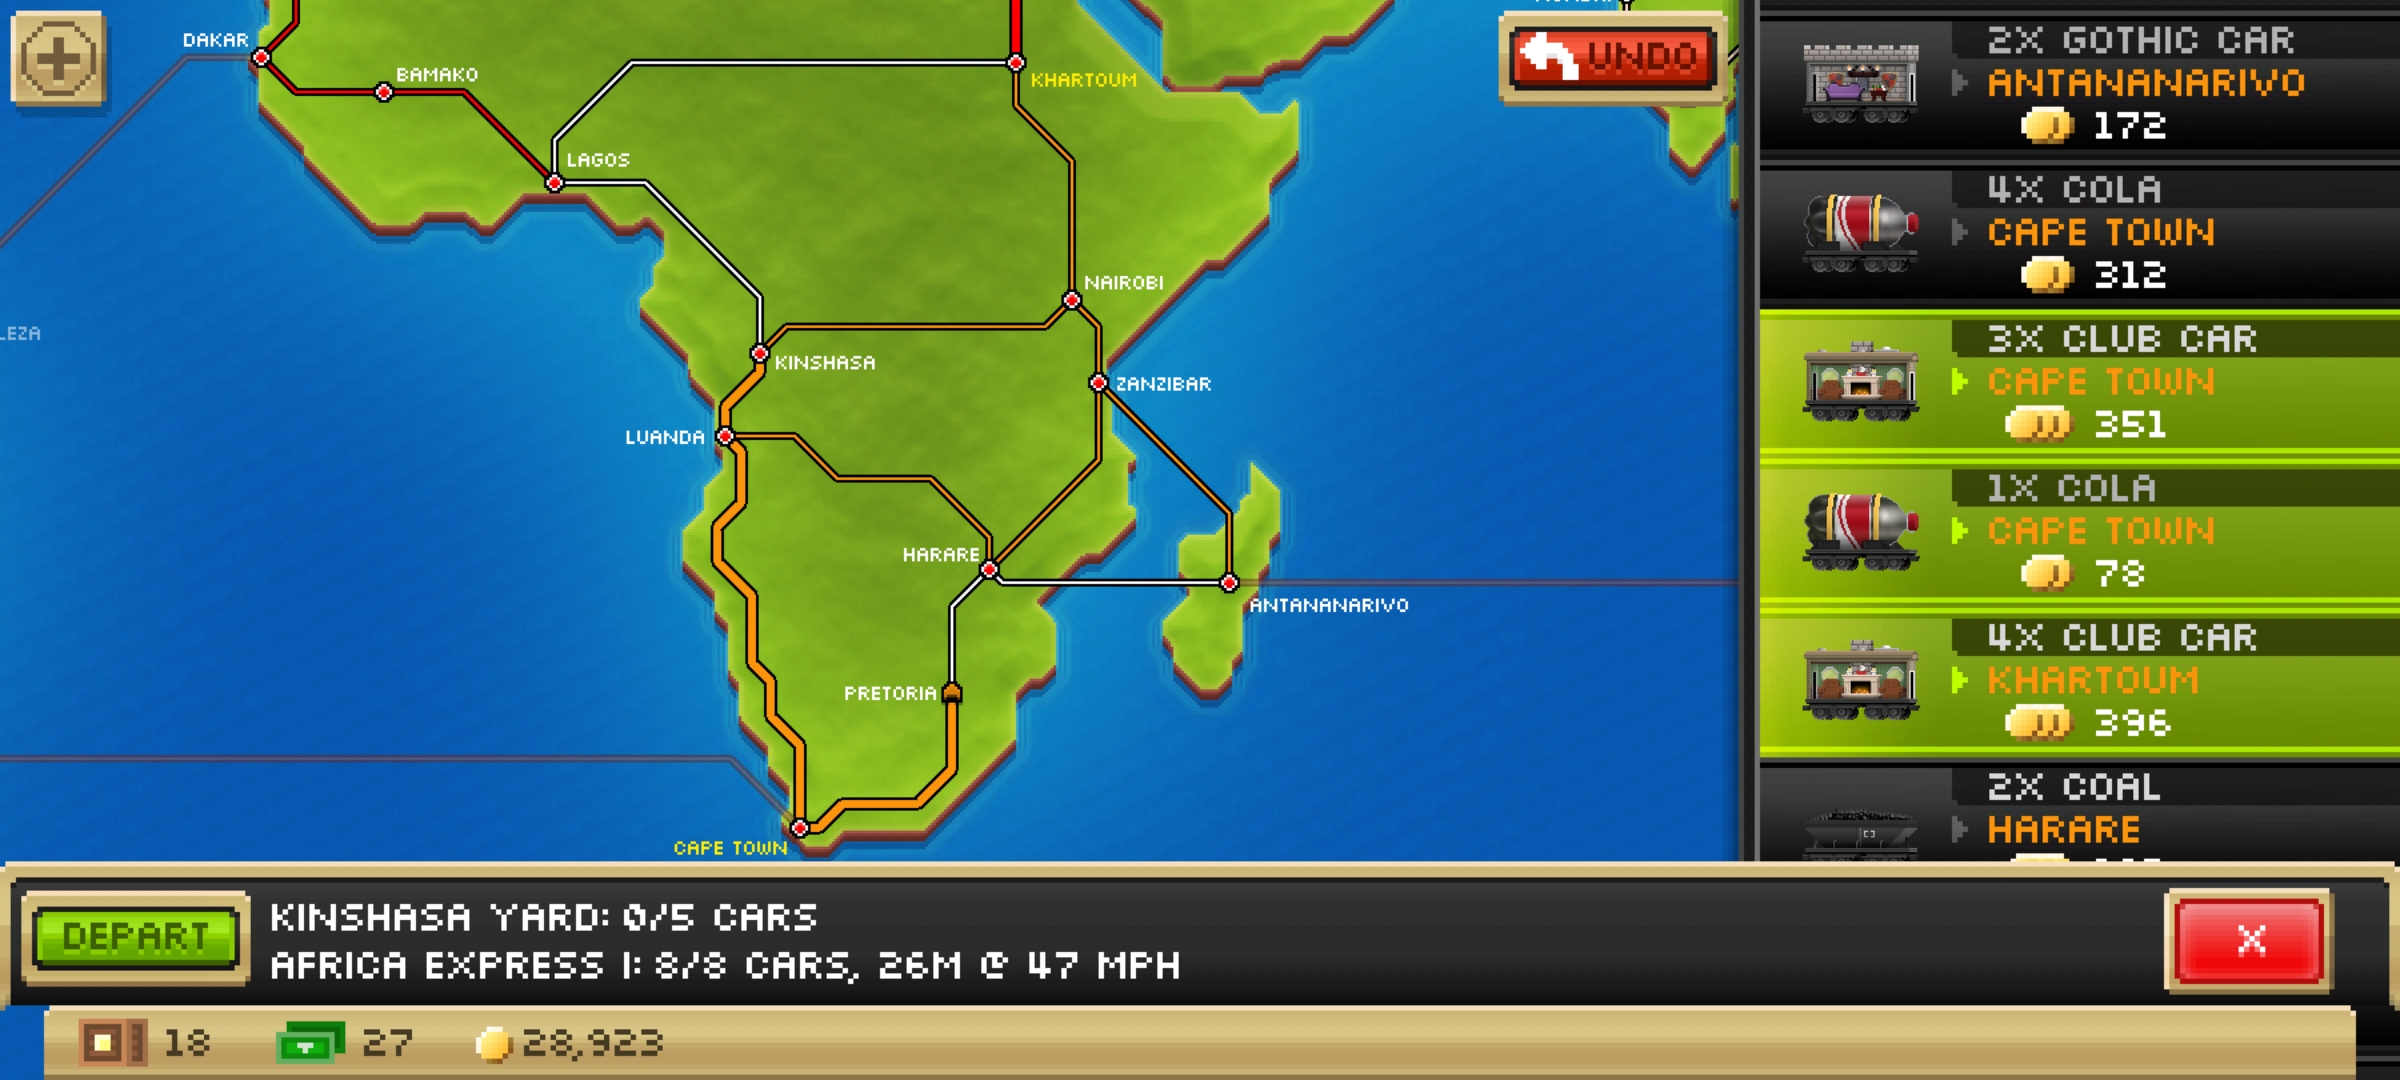 DAKAR
BAMAKO
LAGOS
KHARTOUM
NAIROBI
LEZA
KINSHASA
ZANZIBAR
LUANDA
HARARE
ANTANANARIVO
PRETORIA
CAPE TOWN
UNDO
2X GOTHIC CAR
ANTANANARIVO
172
4X COLA
CAPE TOWN
312
3X CLUB CAR
CAPE TOWN
351
1X COLA
CAPE TOWN
78
4X CLUB CAR
KHARTOUM
396
2X COAL
HARARE
DEPART
KINSHASA YARD: 0/5 CARS
AFRICA EXPRESS I: 8/8 CARS, 26M @ 47 MPH
X
18
27
28,923